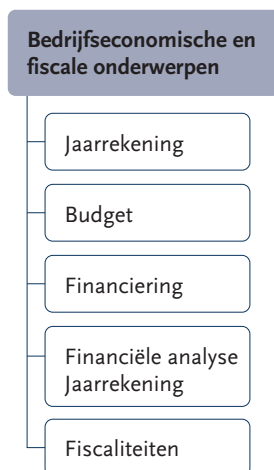 Bedrijfseconomische en
fiscale onderwerpen
Jaarrekening
Budget
Financiering
Financiële analyse
Jaarrekening
Fiscaliteiten